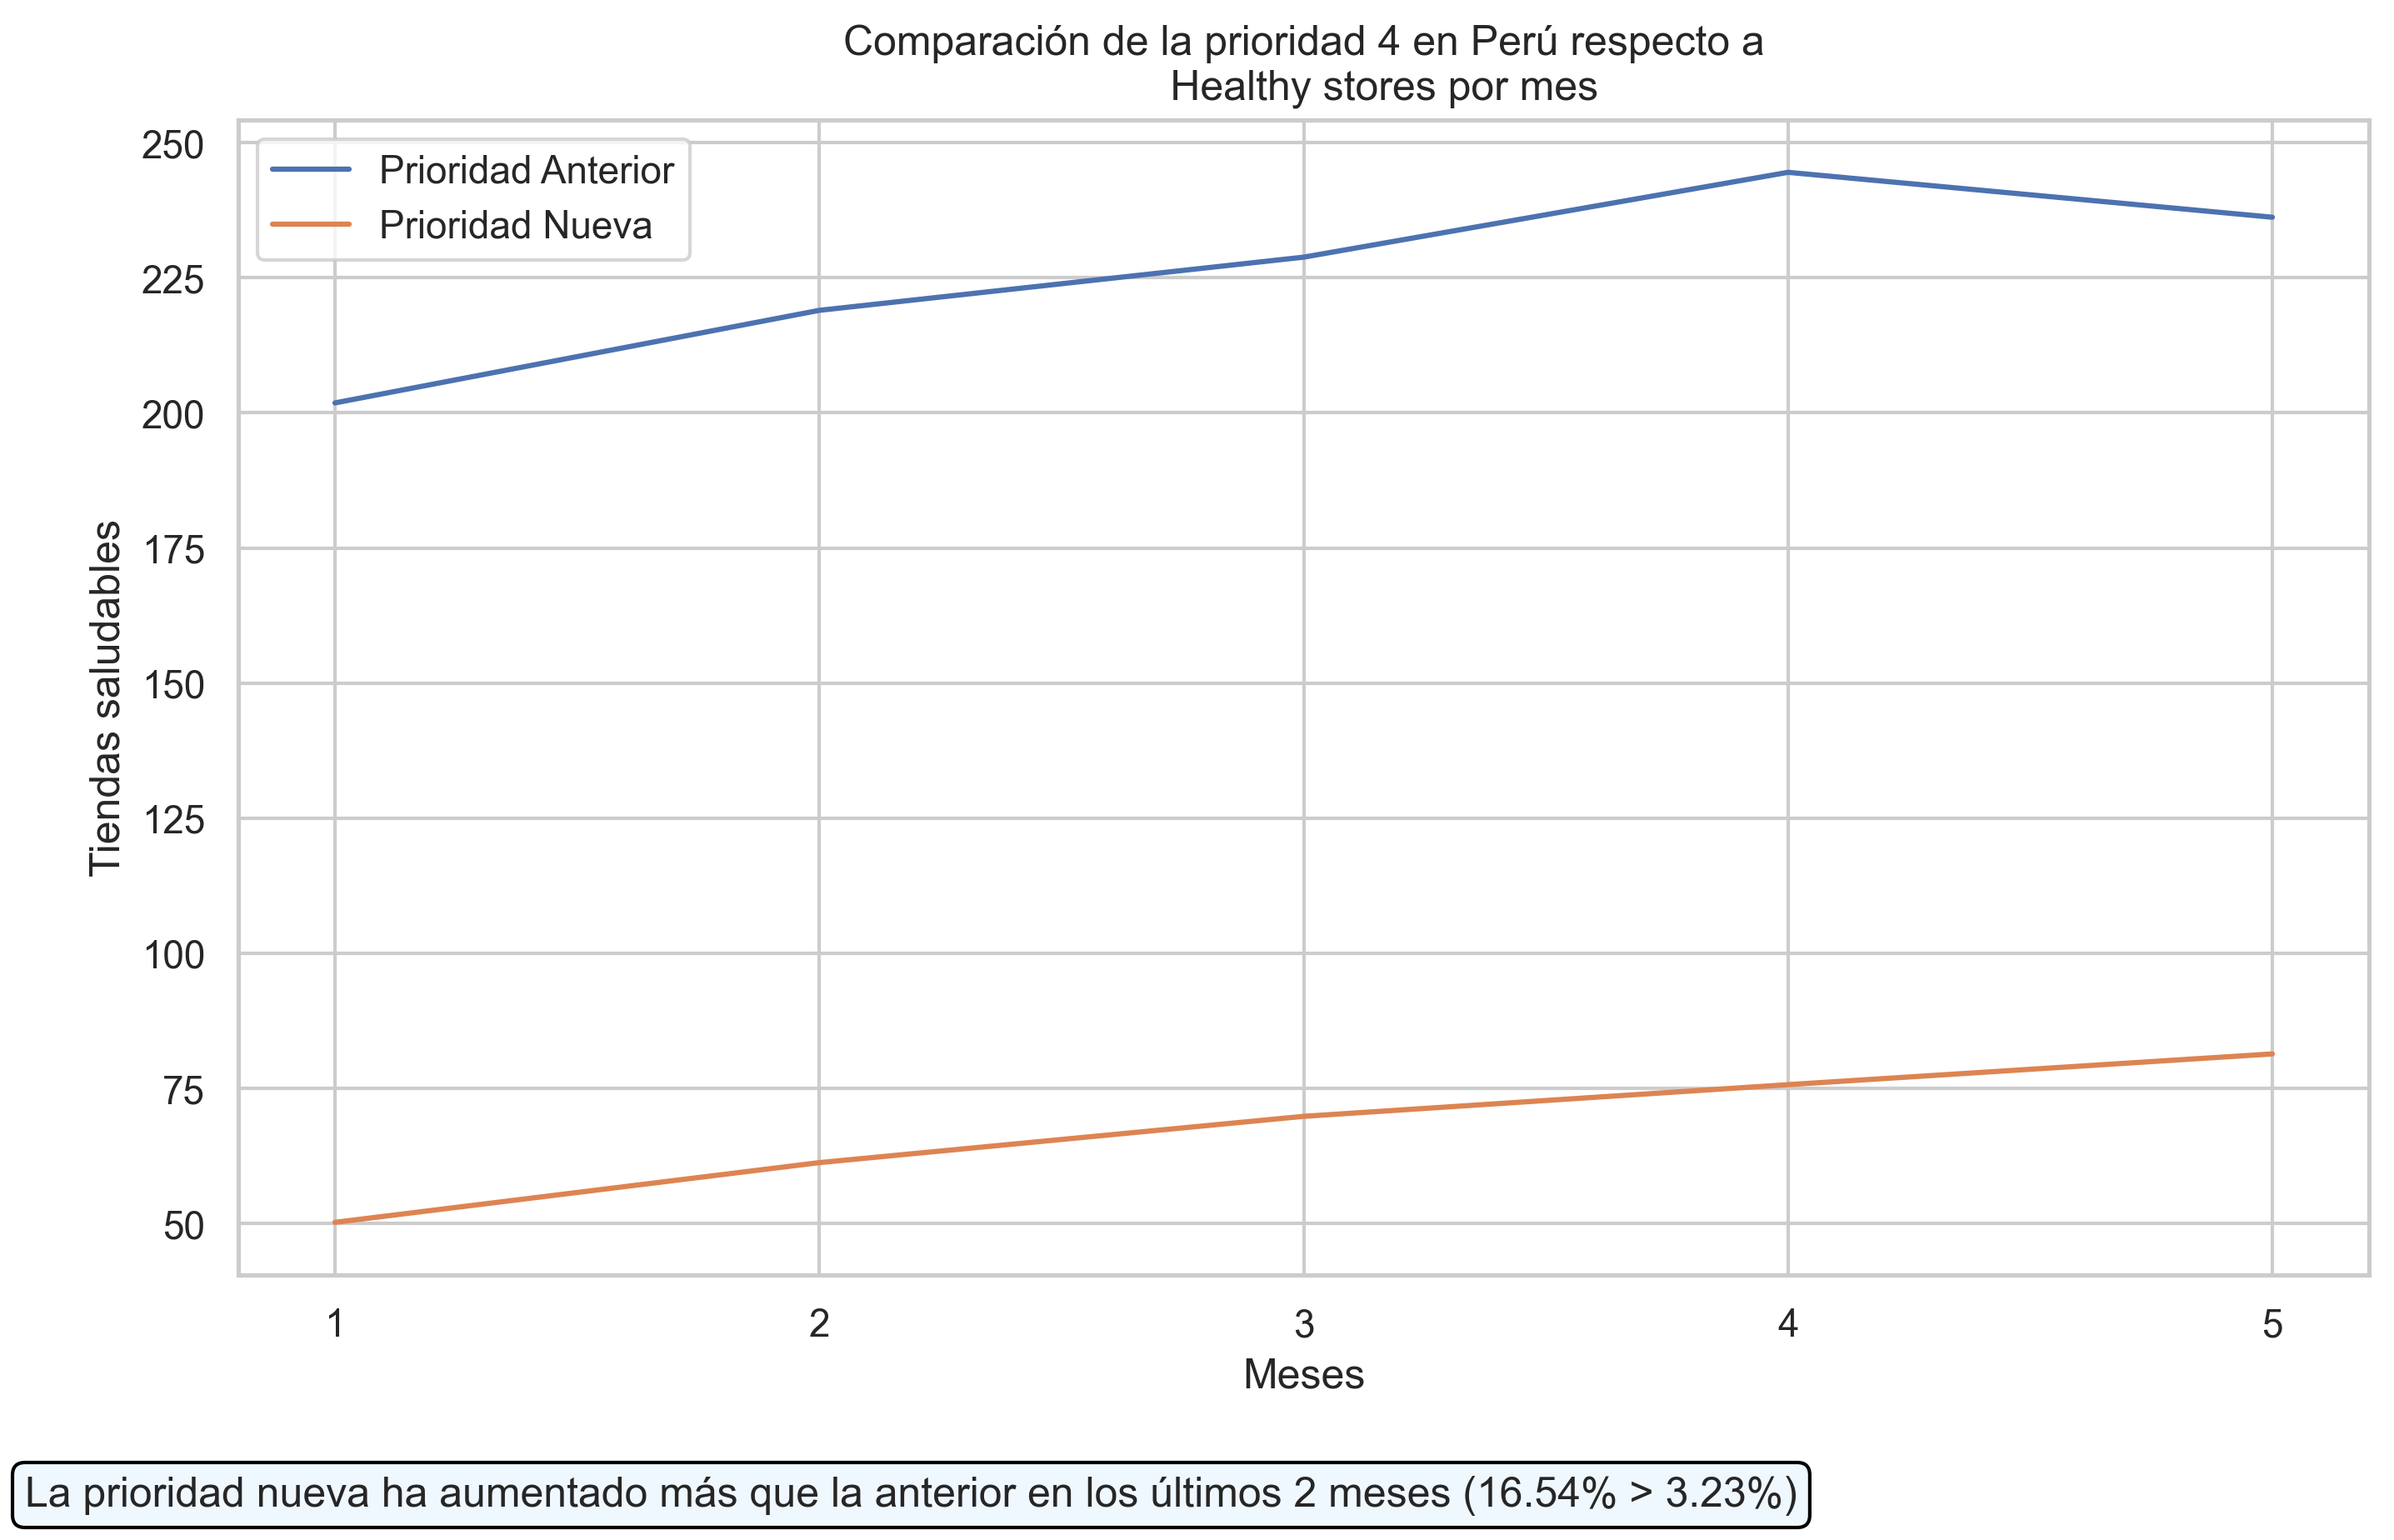 Comparación de la prioridad 4 en Perú respecto a
Healthy stores por mes
Prioridad Anterior
Prioridad Nueva
Tiendas saludables
250
225
200
175
150
125
100
75
50
1 2 3 4 5
Meses
La prioridad nueva ha aumentado más que la anterior en los últimos 2 meses (16.54% > 3.23%)